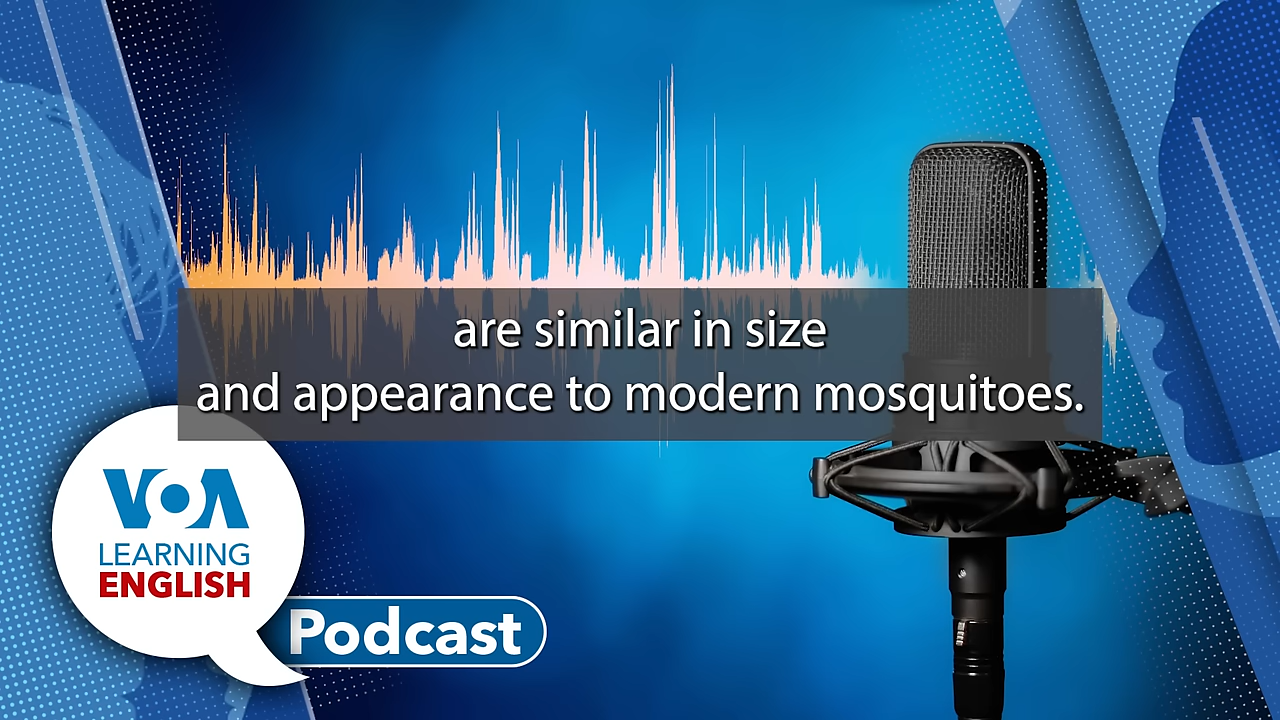 are similar in size
and appearance to modern mosquitoes.
VOA
LEARNING
ENGLISH
Podcast